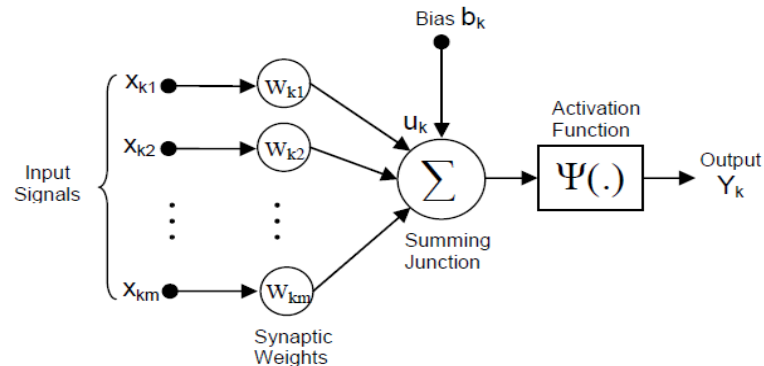 Bias bk
xk1
Wk1
Activation
Function
uk
xk2
Wk2
Input
Signals
Σ
Ψ(.)
Output
Yk
Summing
Junction
xkm
Wkm
Synaptic
Weights